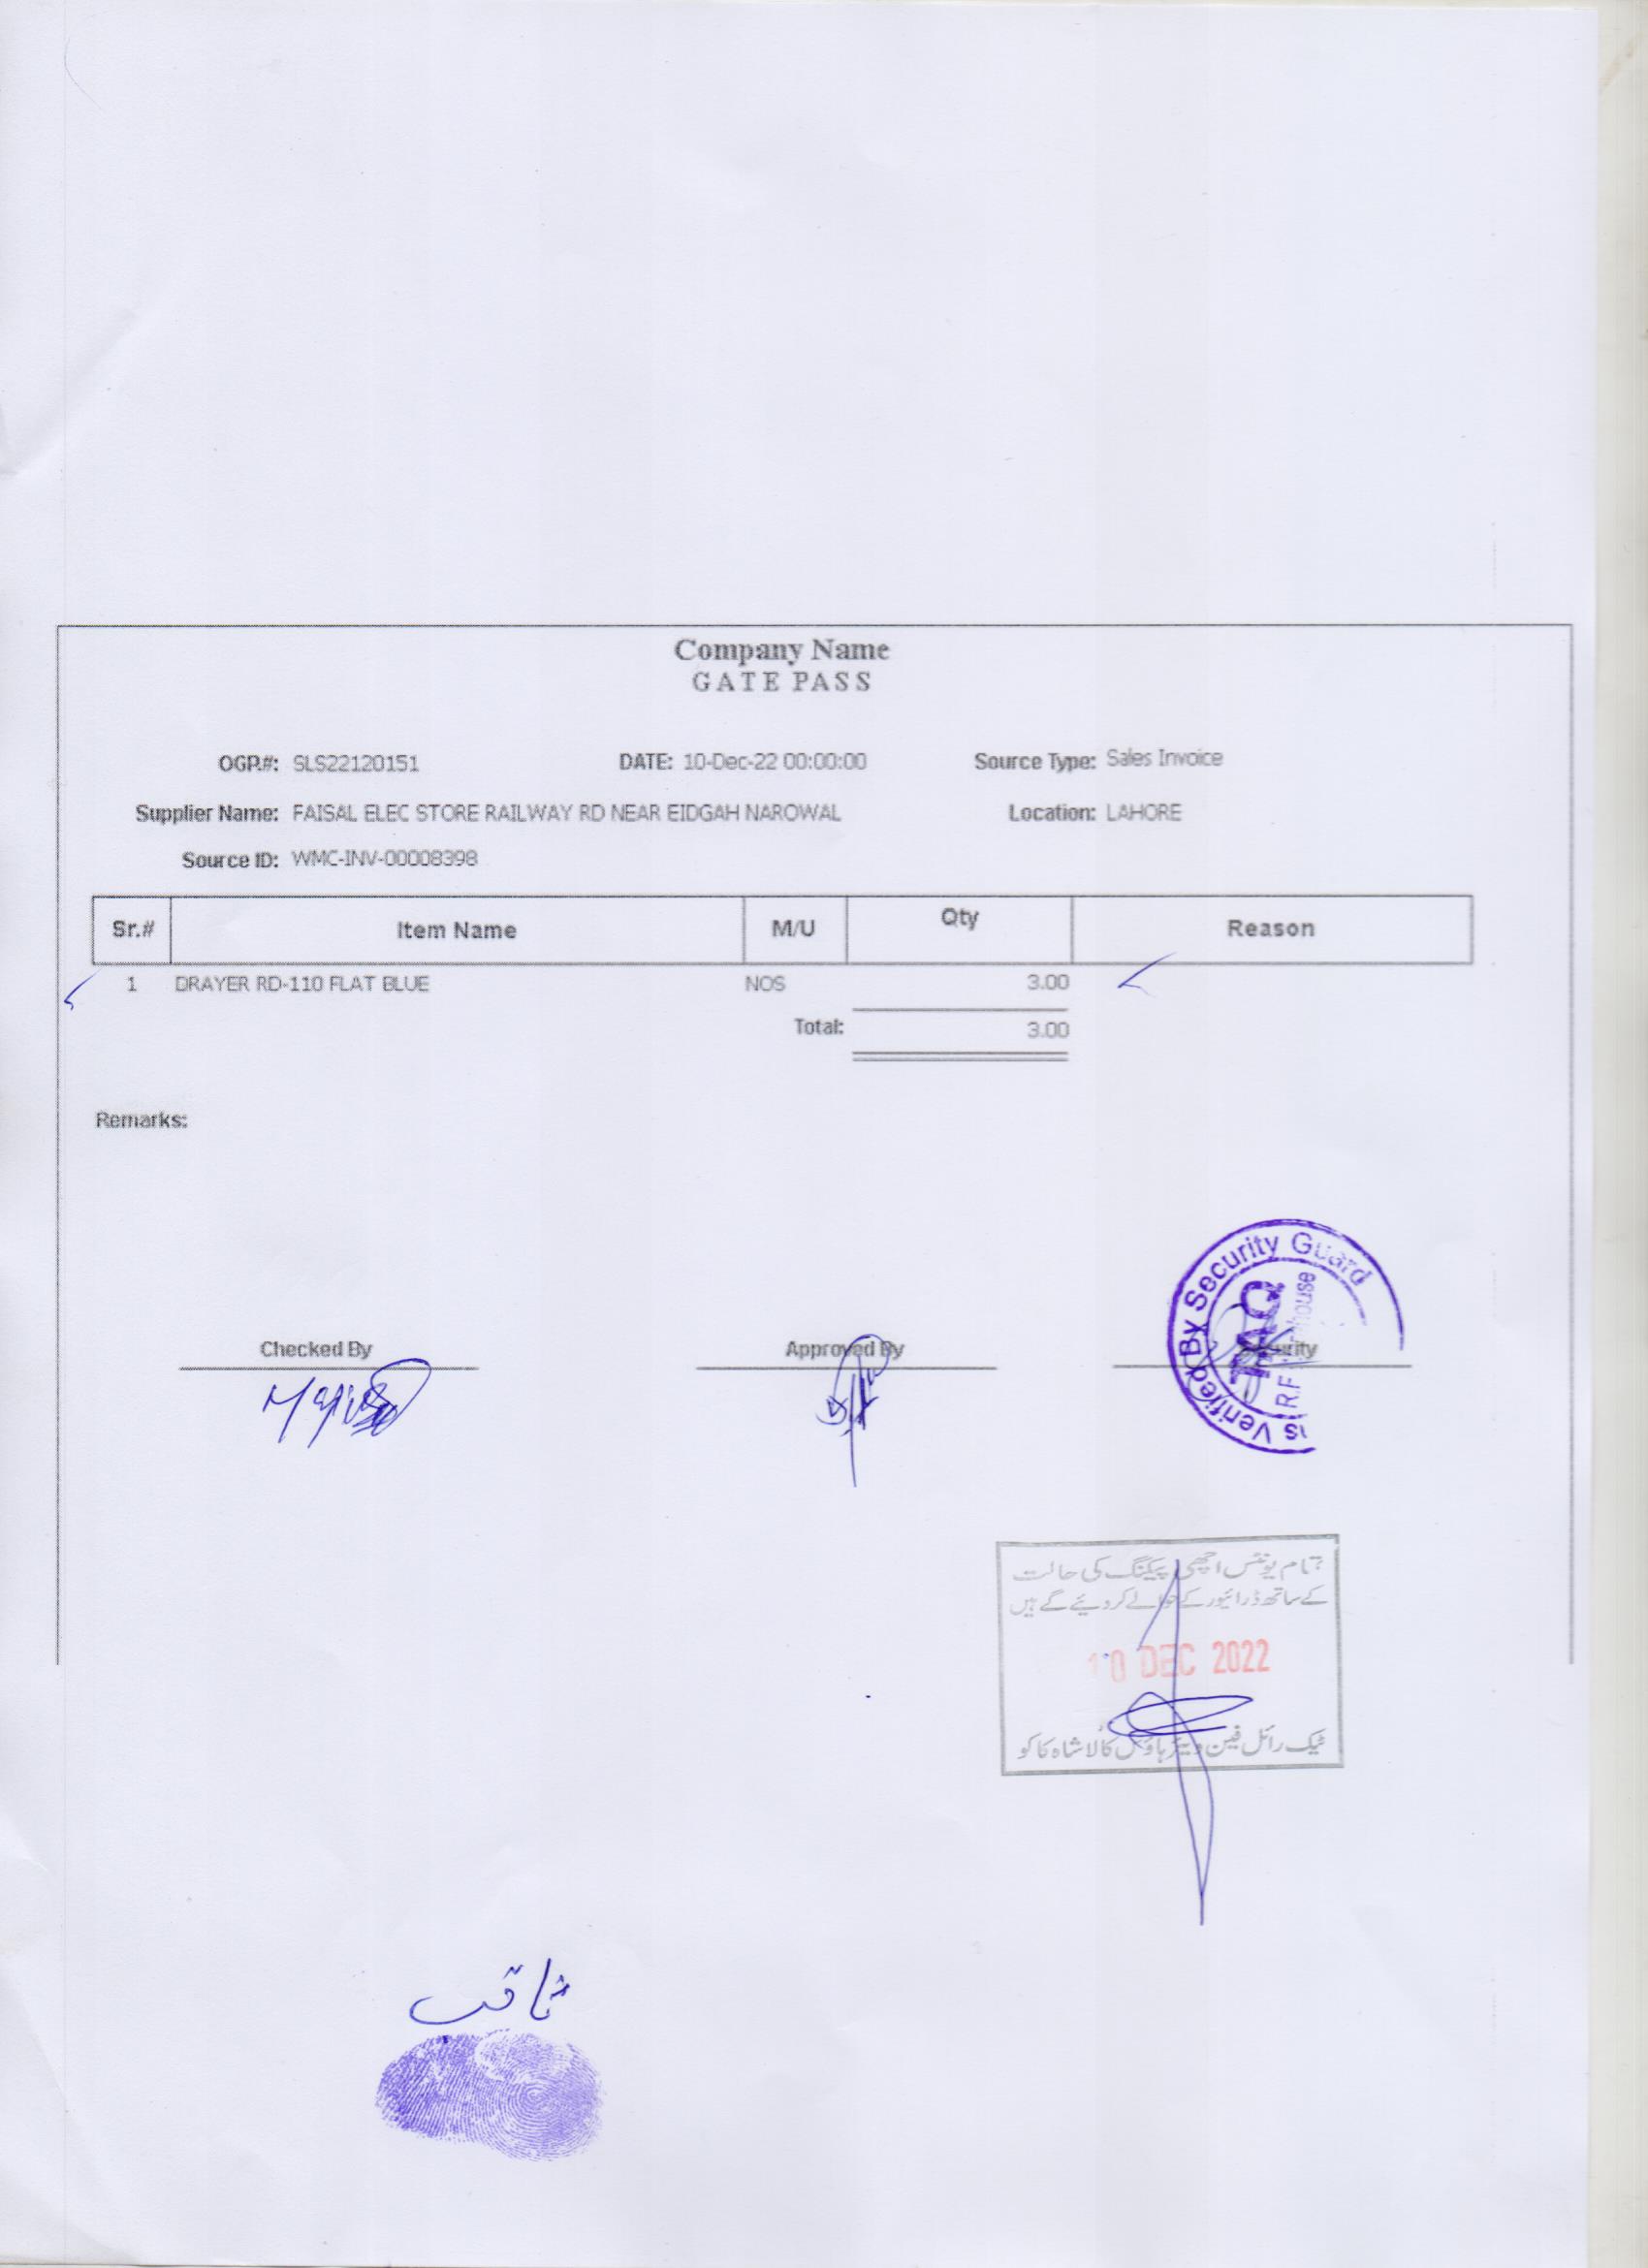 Company Name
GATE PASS
OGP.#: SLS22120151 DATE: 10-Dec-22 00:00:00 Source Type: Sales Invoice
Supplier Name: FAISAL ELEC STORE RAILWAY RD NEAR EIDGAH NAROWAL Location: LAHORE
Source ID: WMC-INV-00008398
Sr.# Item Name M/U Qty Reason
1 DRAYER RD-110 FLAT BLUE NOS 3.00
Total: 3.00
Remarks:
Checked By Approved By Security
Verified By Security Guard
TAQ
R.F house
تمام یونٹس اچھی پیکنگ کی حالت
کے ساتھ ڈرائیور کے حوالے کر دیئے گے ہیں
10 DEC 2022
ٹیک رائل فین ویئر ہاؤس کالا شاہ کاکو
ثاقب